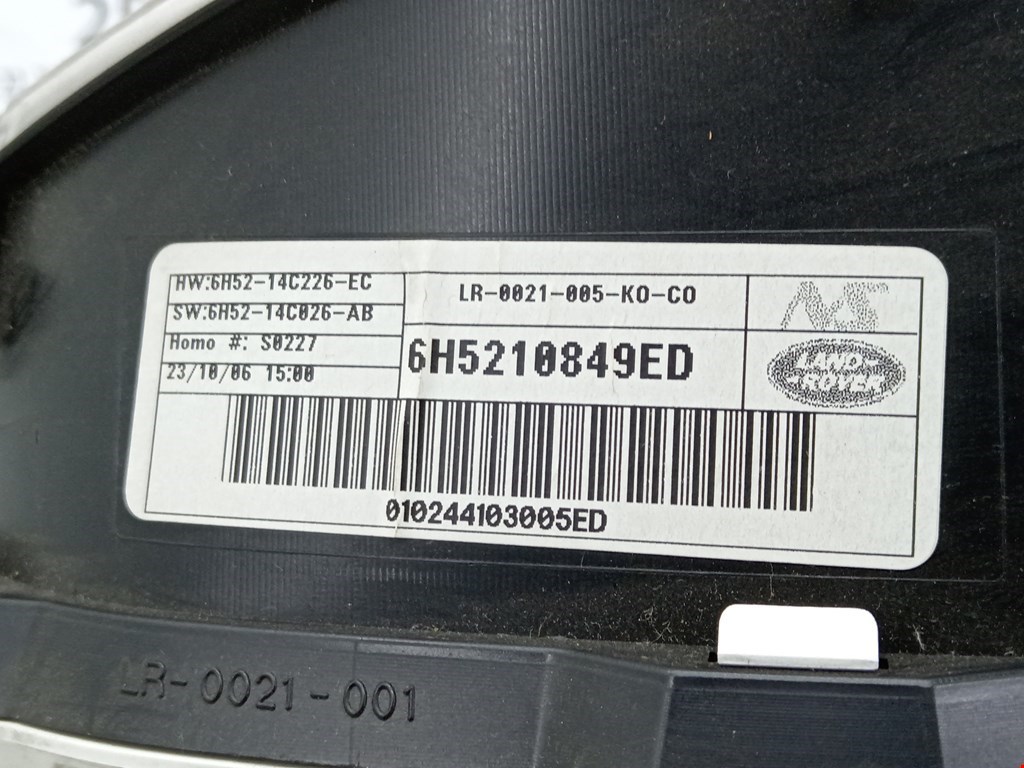 HW:6H52-14C226-EC
SW:6H52-14C026-AB
Homo #: S0227
23/10/06 15:00
LR-0021-005-KO-CO
6H5210849ED
LAND
ROVER
010244103005ED
LR-0021-001